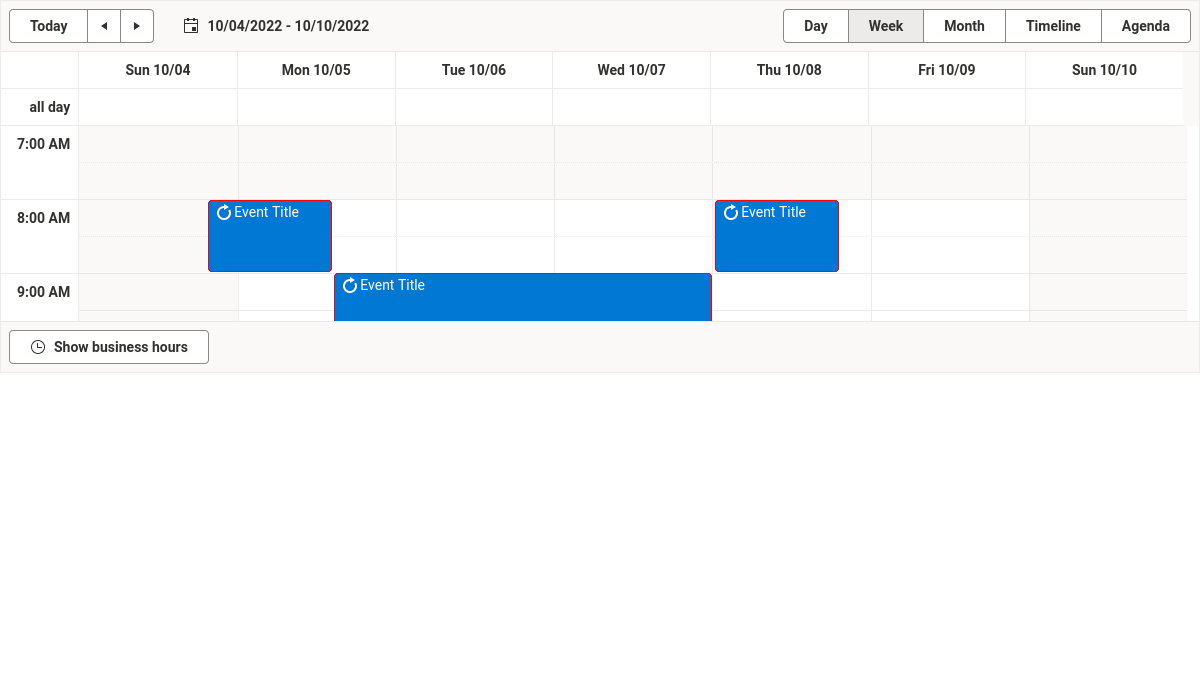 Today 10/04/2022 - 10/10/2022 Day Week Month Timeline Agenda
Sun 10/04 Mon 10/05 Tue 10/06 Wed 10/07 Thu 10/08 Fri 10/09 Sun 10/10
all day
7:00 AM
8:00 AM Event Title Event Title
9:00 AM Event Title
Show business hours